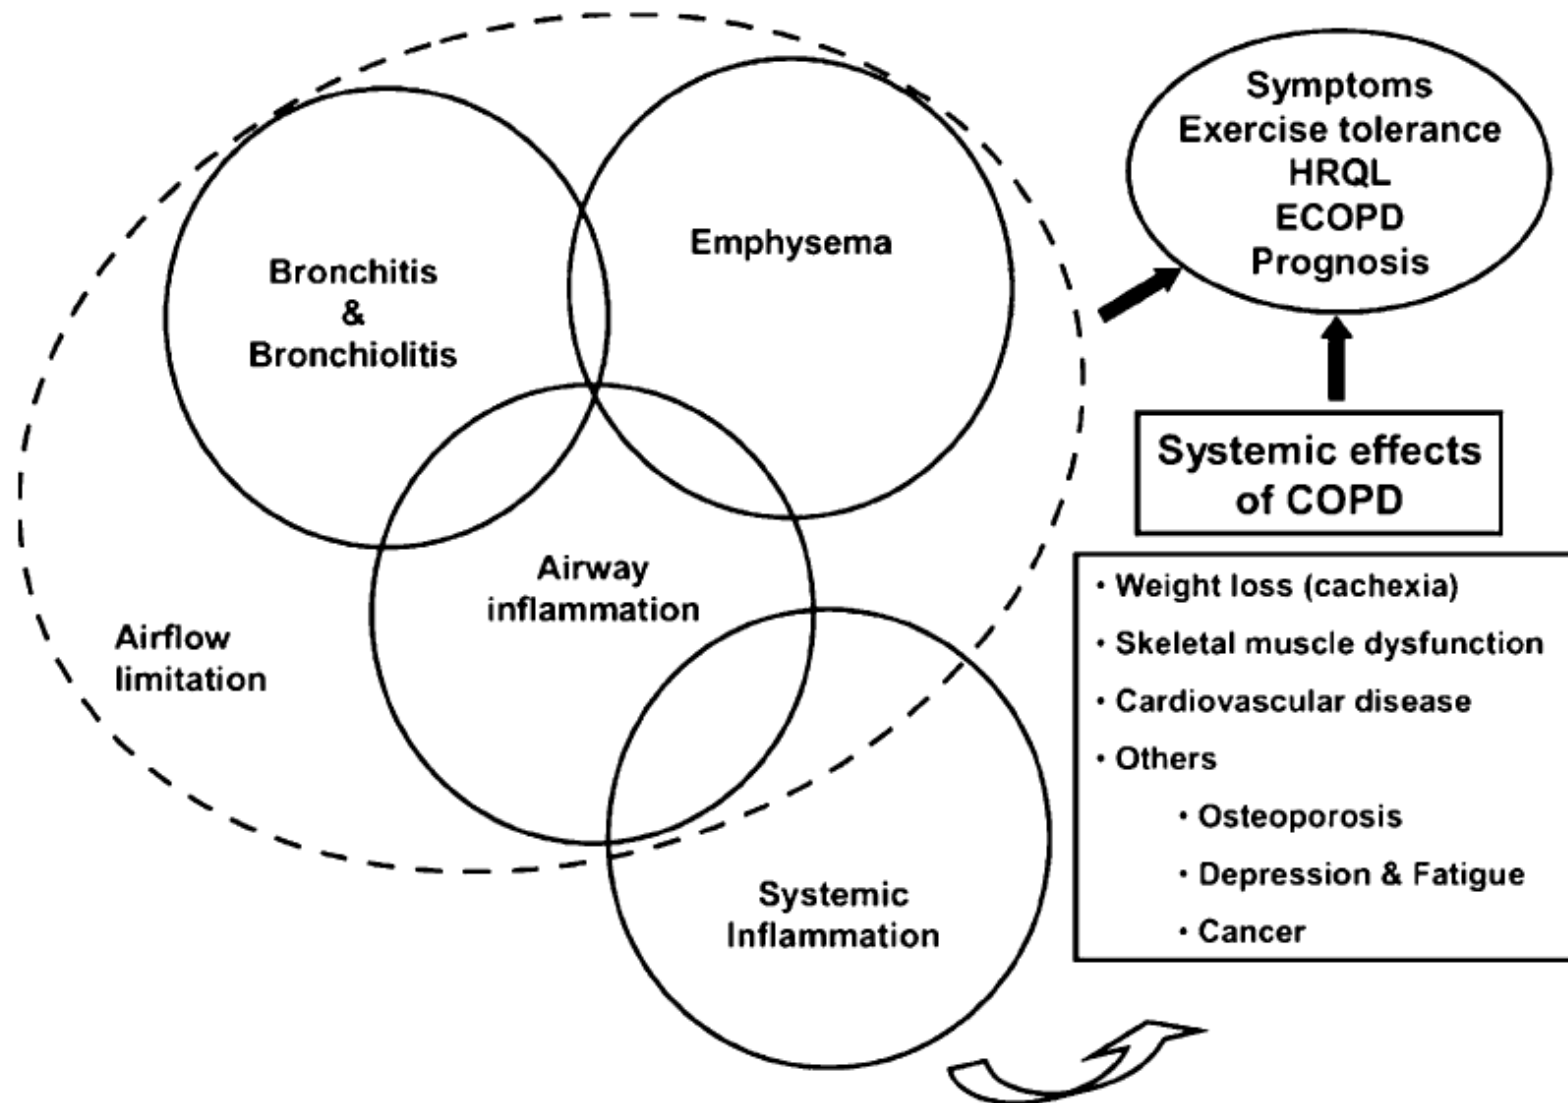 Symptoms
Exercise tolerance
HRQL
ECOPD
Prognosis
Emphysema
Bronchitis
&
Bronchiolitis
Systemic effects
of COPD
Airway
inflammation
Airflow
limitation
• Weight loss (cachexia)
• Skeletal muscle dysfunction
• Cardiovascular disease
• Others
• Osteoporosis
• Depression & Fatigue
• Cancer
Systemic
Inflammation